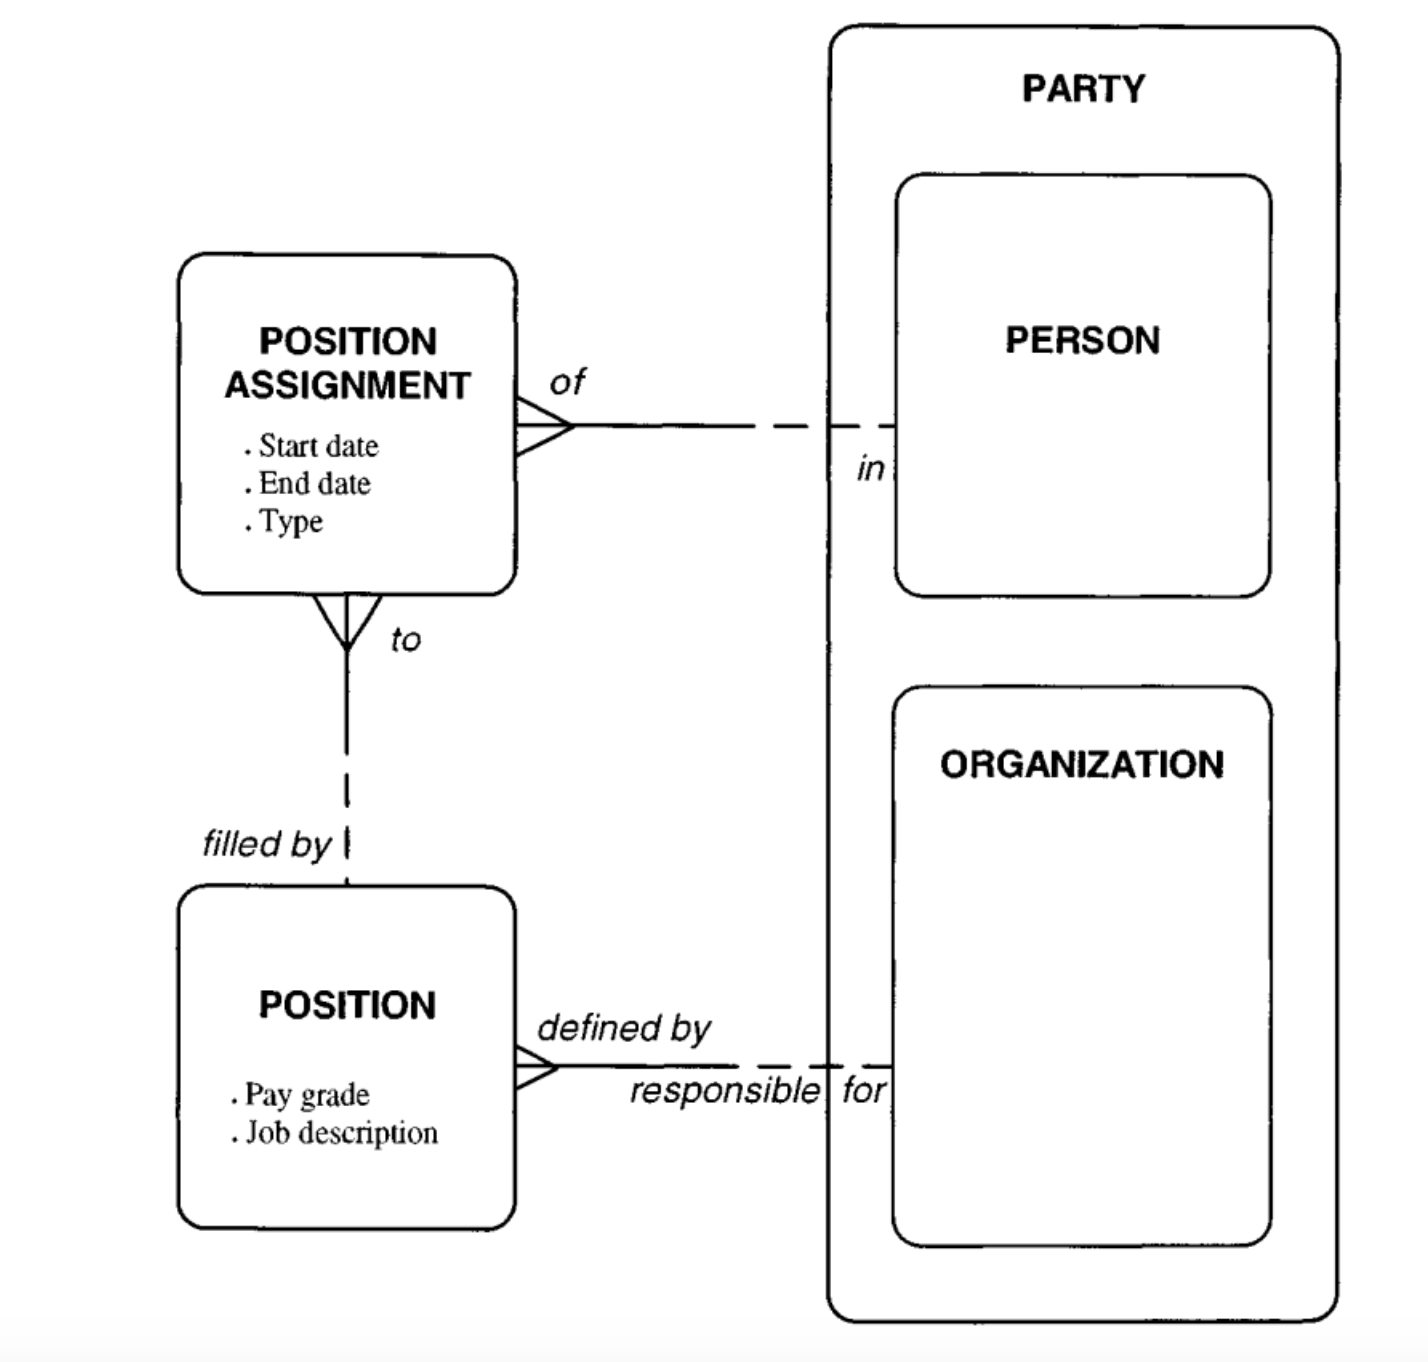 PARTY
PERSON
POSITION
ASSIGNMENT
. Start date
. End date
. Type
of
in
to
filled by
ORGANIZATION
POSITION
. Pay grade
. Job description
defined by
responsible for